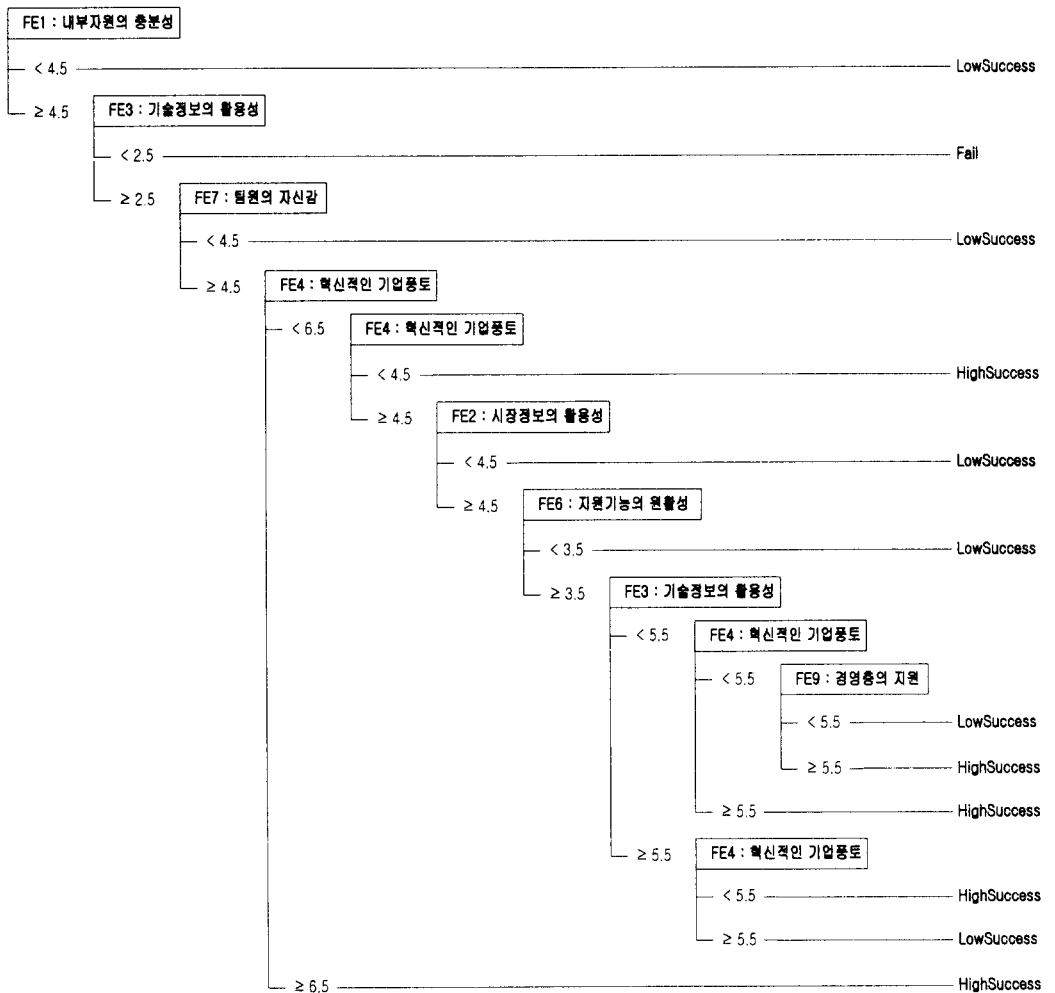 FE1 : 내부자원의 충분성
< 4.5 LowSuccess
≥ 4.5 FE3 : 기술정보의 활용성
< 2.5 Fail
≥ 2.5 FE7 : 팀원의 자신감
< 4.5 LowSuccess
≥ 4.5 FE4 : 혁신적인 기업풍토
< 6.5 FE4 : 혁신적인 기업풍토
< 4.5 HighSuccess
≥ 4.5 FE2 : 시장정보의 활용성
< 4.5 LowSuccess
≥ 4.5 FE6 : 지원기능의 원활성
< 3.5 LowSuccess
≥ 3.5 FE3 : 기술정보의 활용성
< 5.5 FE4 : 혁신적인 기업풍토
< 5.5 FE9 : 경영층의 지원
< 5.5 LowSuccess
≥ 5.5 HighSuccess
≥ 5.5 HighSuccess
≥ 5.5 FE4 : 혁신적인 기업풍토
< 5.5 HighSuccess
≥ 5.5 LowSuccess
≥ 6.5 HighSuccess